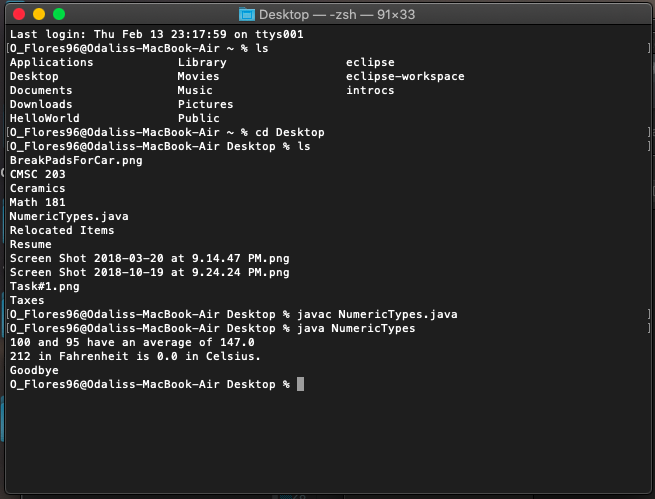 Desktop — -zsh — 91×33
Last login: Thu Feb 13 23:17:59 on ttys001
[O_Flores96@Odaliss-MacBook-Air ~ % ls ]
Applications Library eclipse
Desktop Movies eclipse-workspace
Documents Music introcs
Downloads Pictures
HelloWorld Public
[O_Flores96@Odaliss-MacBook-Air ~ % cd Desktop ]
[O_Flores96@Odaliss-MacBook-Air Desktop % ls ]
BreakPadsForCar.png
CMSC 203
Ceramics
Math 181
NumericTypes.java
Relocated Items
Resume
Screen Shot 2018-03-20 at 9.14.47 PM.png
Screen Shot 2018-10-19 at 9.24.24 PM.png
Task#1.png
Taxes
[O_Flores96@Odaliss-MacBook-Air Desktop % javac NumericTypes.java ]
[O_Flores96@Odaliss-MacBook-Air Desktop % java NumericTypes ]
100 and 95 have an average of 147.0
212 in Fahrenheit is 0.0 in Celsius.
Goodbye
O_Flores96@Odaliss-MacBook-Air Desktop %